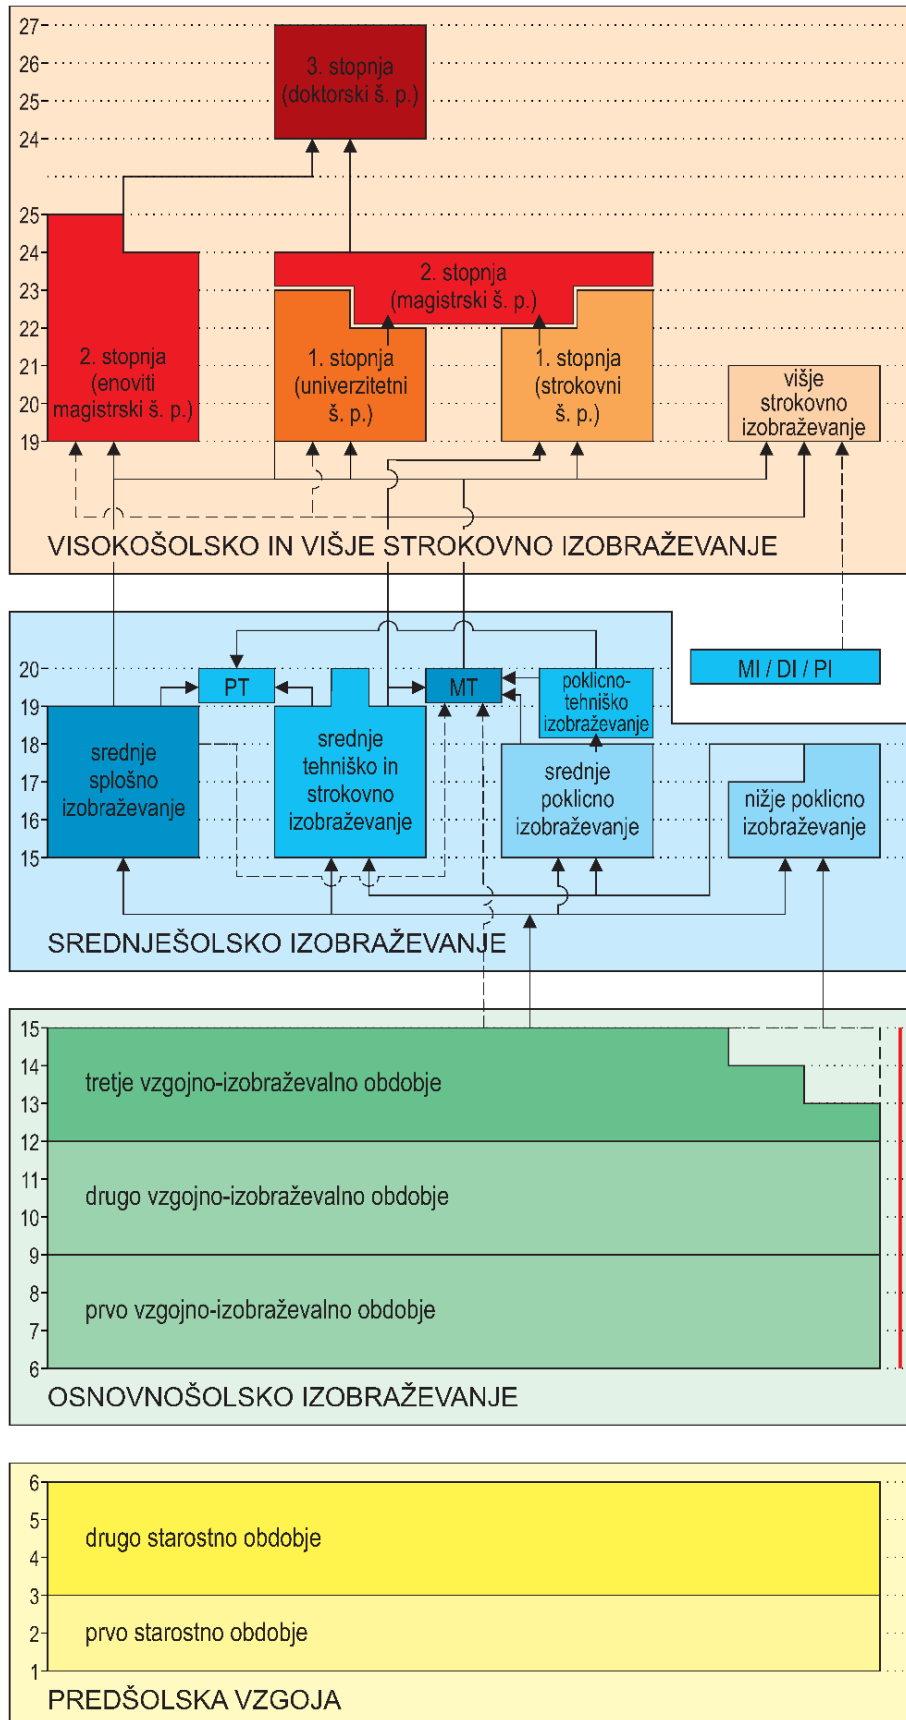 27
26
25
24
3. stopnja
(doktorski š. p.)
25
24
23
22
21
20
19
2. stopnja
(magistrski š. p.)
2. stopnja
(enoviti
magistrski š. p.)
1. stopnja
(univerzitetni
š. p.)
1. stopnja
(strokovni
š. p.)
višje
strokovno
izobraževanje
VISOKOŠOLSKO IN VIŠJE STROKOVNO IZOBRAŽEVANJE
20
19
18
17
16
15
PT
MT
poklicno-
tehniško
izobraževanje
MI / DI / PI
srednje
splošno
izobraževanje
srednje
tehniško in
strokovno
izobraževanje
srednje
poklicno
izobraževanje
nižje poklicno
izobraževanje
SREDNJEŠOLSKO IZOBRAŽEVANJE
15
14
13
12
11
10
9
8
7
6
tretje vzgojno-izobraževalno obdobje
drugo vzgojno-izobraževalno obdobje
prvo vzgojno-izobraževalno obdobje
OSNOVNOŠOLSKO IZOBRAŽEVANJE
6
5
4
3
2
1
drugo starostno obdobje
prvo starostno obdobje
PREDŠOLSKA VZGOJA